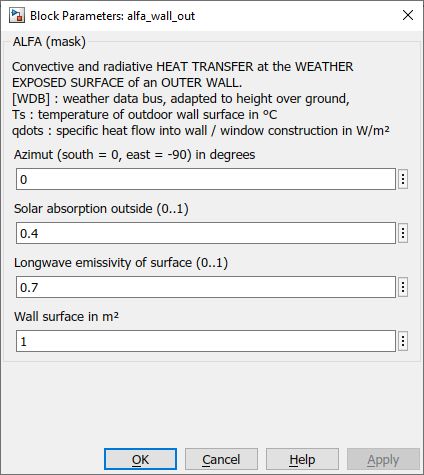 Block Parameters: alfa_wall_out
ALFA (mask)
Convective and radiative HEAT TRANSFER at the WEATHER
EXPOSED SURFACE of an OUTER WALL.
[WDB] : weather data bus, adapted to height over ground,
Ts : temperature of outdoor wall surface in °C
qdots : specific heat flow into wall / window construction in W/m²
Azimut (south = 0, east = -90) in degrees
0
Solar absorption outside (0..1)
0.4
Longwave emissivity of surface (0..1)
0.7
Wall surface in m²
1
OK Cancel Help Apply